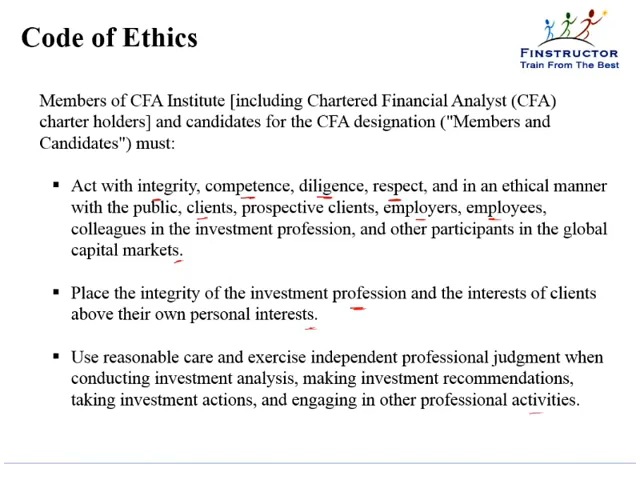 Code of Ethics
FINSTRUCTOR
Train From The Best
Members of CFA Institute [including Chartered Financial Analyst (CFA)
charter holders] and candidates for the CFA designation ("Members and
Candidates") must:
▪ Act with integrity, competence, diligence, respect, and in an ethical manner
with the public, clients, prospective clients, employers, employees,
colleagues in the investment profession, and other participants in the global
capital markets.
▪ Place the integrity of the investment profession and the interests of clients
above their own personal interests.
▪ Use reasonable care and exercise independent professional judgment when
conducting investment analysis, making investment recommendations,
taking investment actions, and engaging in other professional activities.